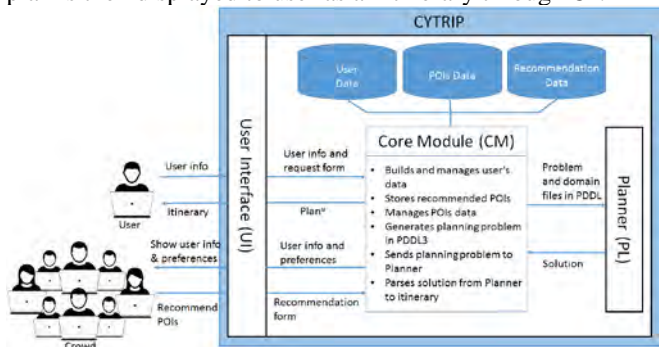 CYTRIP
User
Data
POIs Data
Recommendation
Data
User Interface (UI)
Core Module (CM)
• Builds and manages user's
data
• Stores recommended POIs
• Manages POIs data
• Generates planning problem
in PDDL3
• Sends planning problem to
Planner
• Parses solution from Planner
to itinerary
Planner (PL)
User info
Itinerary
User
Show user info
& preferences
Recommend
POIs
Crowd
User info and
request form
Plan*
User info and
preferences
Recommendation
form
Problem
and domain
files in PDDL
Solution